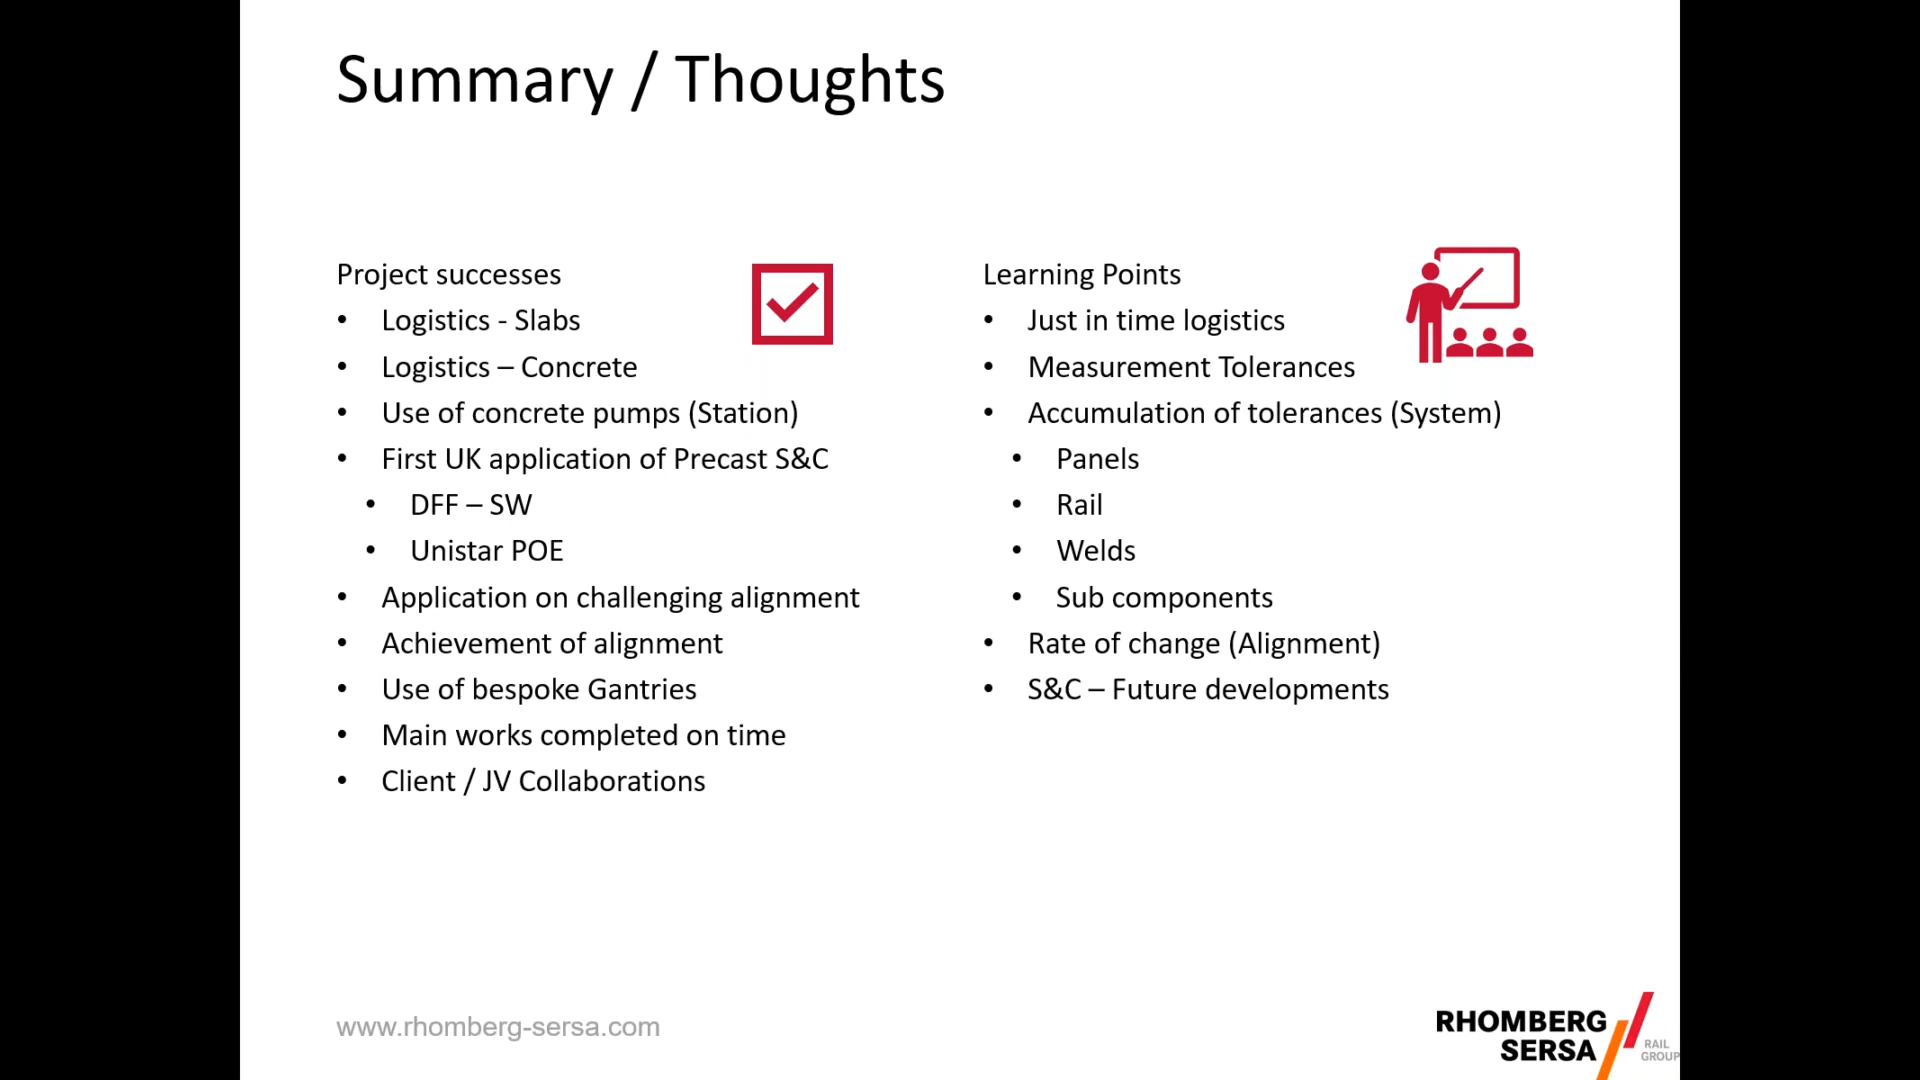 Summary / Thoughts
Project successes
• Logistics - Slabs
• Logistics – Concrete
• Use of concrete pumps (Station)
• First UK application of Precast S&C
• DFF – SW
• Unistar POE
• Application on challenging alignment
• Achievement of alignment
• Use of bespoke Gantries
• Main works completed on time
• Client / JV Collaborations
Learning Points
• Just in time logistics
• Measurement Tolerances
• Accumulation of tolerances (System)
• Panels
• Rail
• Welds
• Sub components
• Rate of change (Alignment)
• S&C – Future developments
www.rhomberg-sersa.com
RHOMBERG
SERSA
RAIL
GROUP